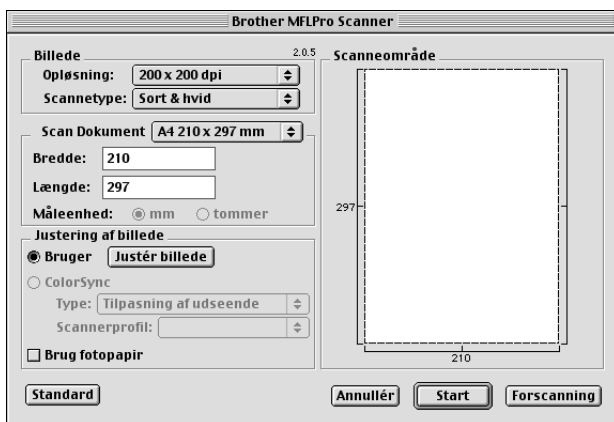 Brother MFLPro Scanner
Billede 2.0.5
Opløsning: 200 x 200 dpi
Scannetype: Sort & hvid
Scan Dokument A4 210 x 297 mm
Bredde: 210
Længde: 297
Måleenhed: mm tommer
Justering af billede
Bruger Justér billede
ColorSync
Type: Tilpasning af udseende
Scannerprofil:
Brug fotopapir
Scanneområde
297
210
Standard Annullér Start Forscanning